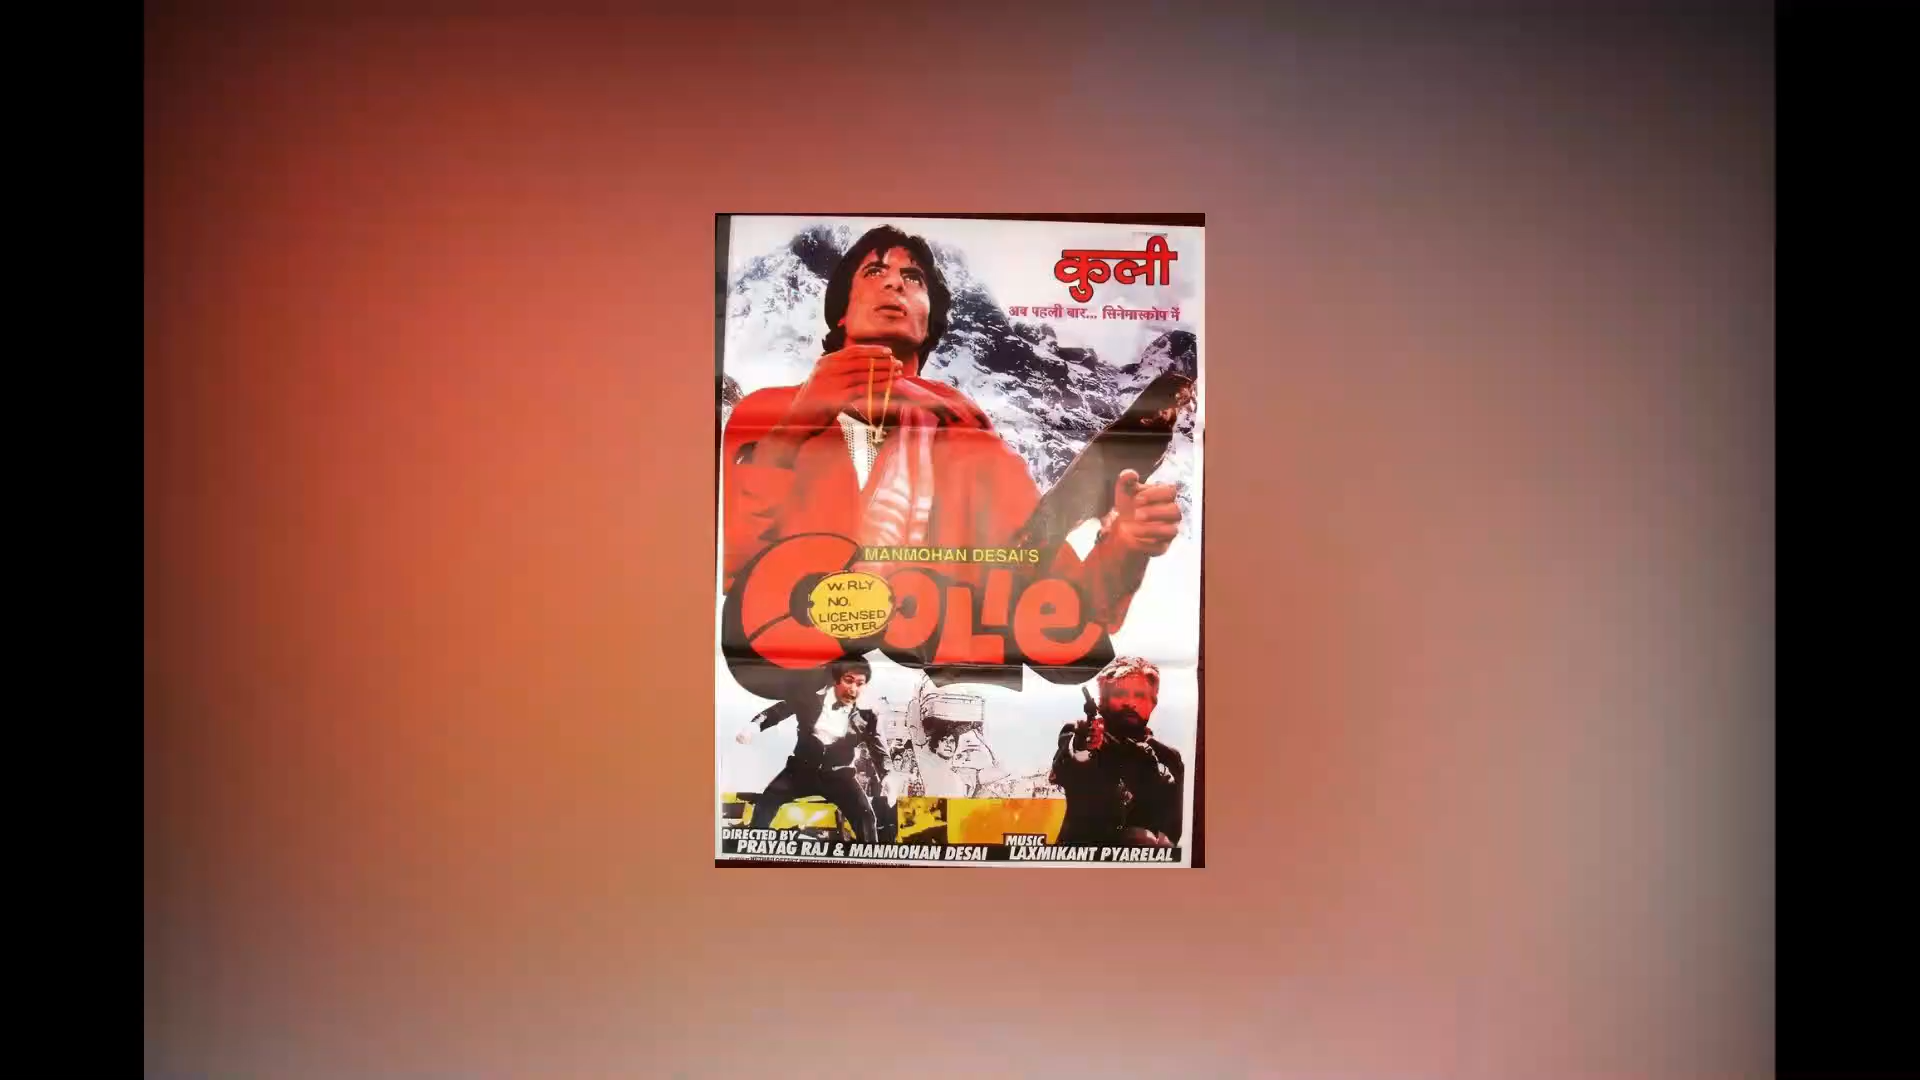 कुली
अब पहली बार... सिनेमास्कोप में
MANMOHAN DESAI'S
COOLIE
W. RLY
NO.
LICENSED
PORTER
DIRECTED BY
PRAYAG RAJ & MANMOHAN DESAI
MUSIC
LAXMIKANT PYARELAL